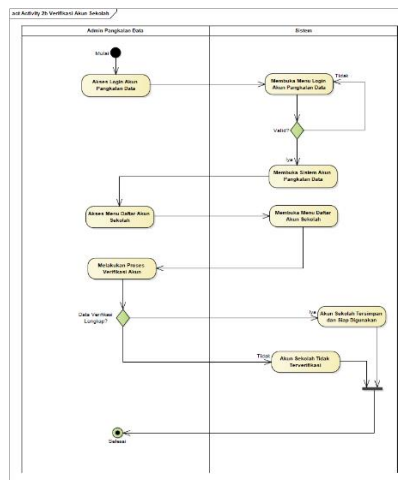 act Activity 2b Verifikasi Akun Sekolah
Admin Pangkalan Data
Sistem
Mulai
Akses Login Akun
Pangkalan Data
Membuka Menu Login
Akun Pangkalan Data
Tidak
Valid?
Iya
Membuka Sistem Akun
Pangkalan Data
Akses Menu Daftar Akun
Sekolah
Membuka Menu Daftar
Akun Sekolah
Melakukan Proses
Verifikasi Akun
Data Verifikasi
Lengkap?
Iya
Akun Sekolah Tersimpan
dan Siap Digunakan
Tidak
Akun Sekolah Tidak
Terverifikasi
Selesai